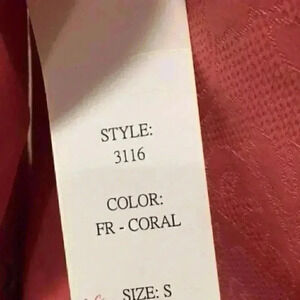 STYLE:
3116
COLOR:
FR - CORAL
SIZE: S